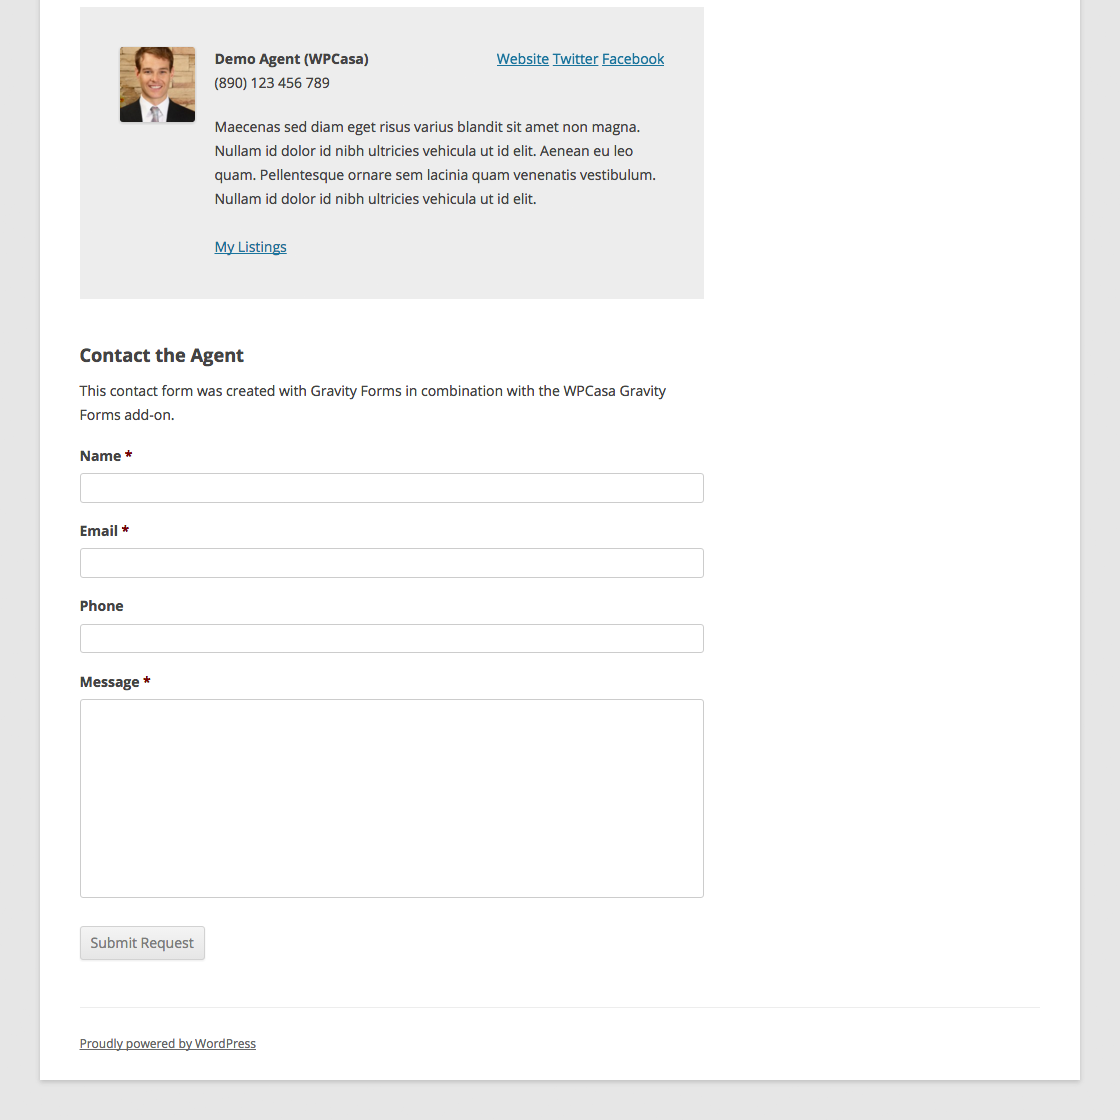 Demo Agent (WPCasa)
Website Twitter Facebook
(890) 123 456 789
Maecenas sed diam eget risus varius blandit sit amet non magna.
Nullam id dolor id nibh ultricies vehicula ut id elit. Aenean eu leo
quam. Pellentesque ornare sem lacinia quam venenatis vestibulum.
Nullam id dolor id nibh ultricies vehicula ut id elit.
My Listings
Contact the Agent
This contact form was created with Gravity Forms in combination with the WPCasa Gravity
Forms add-on.
Name *
Email *
Phone
Message *
Submit Request
Proudly powered by WordPress